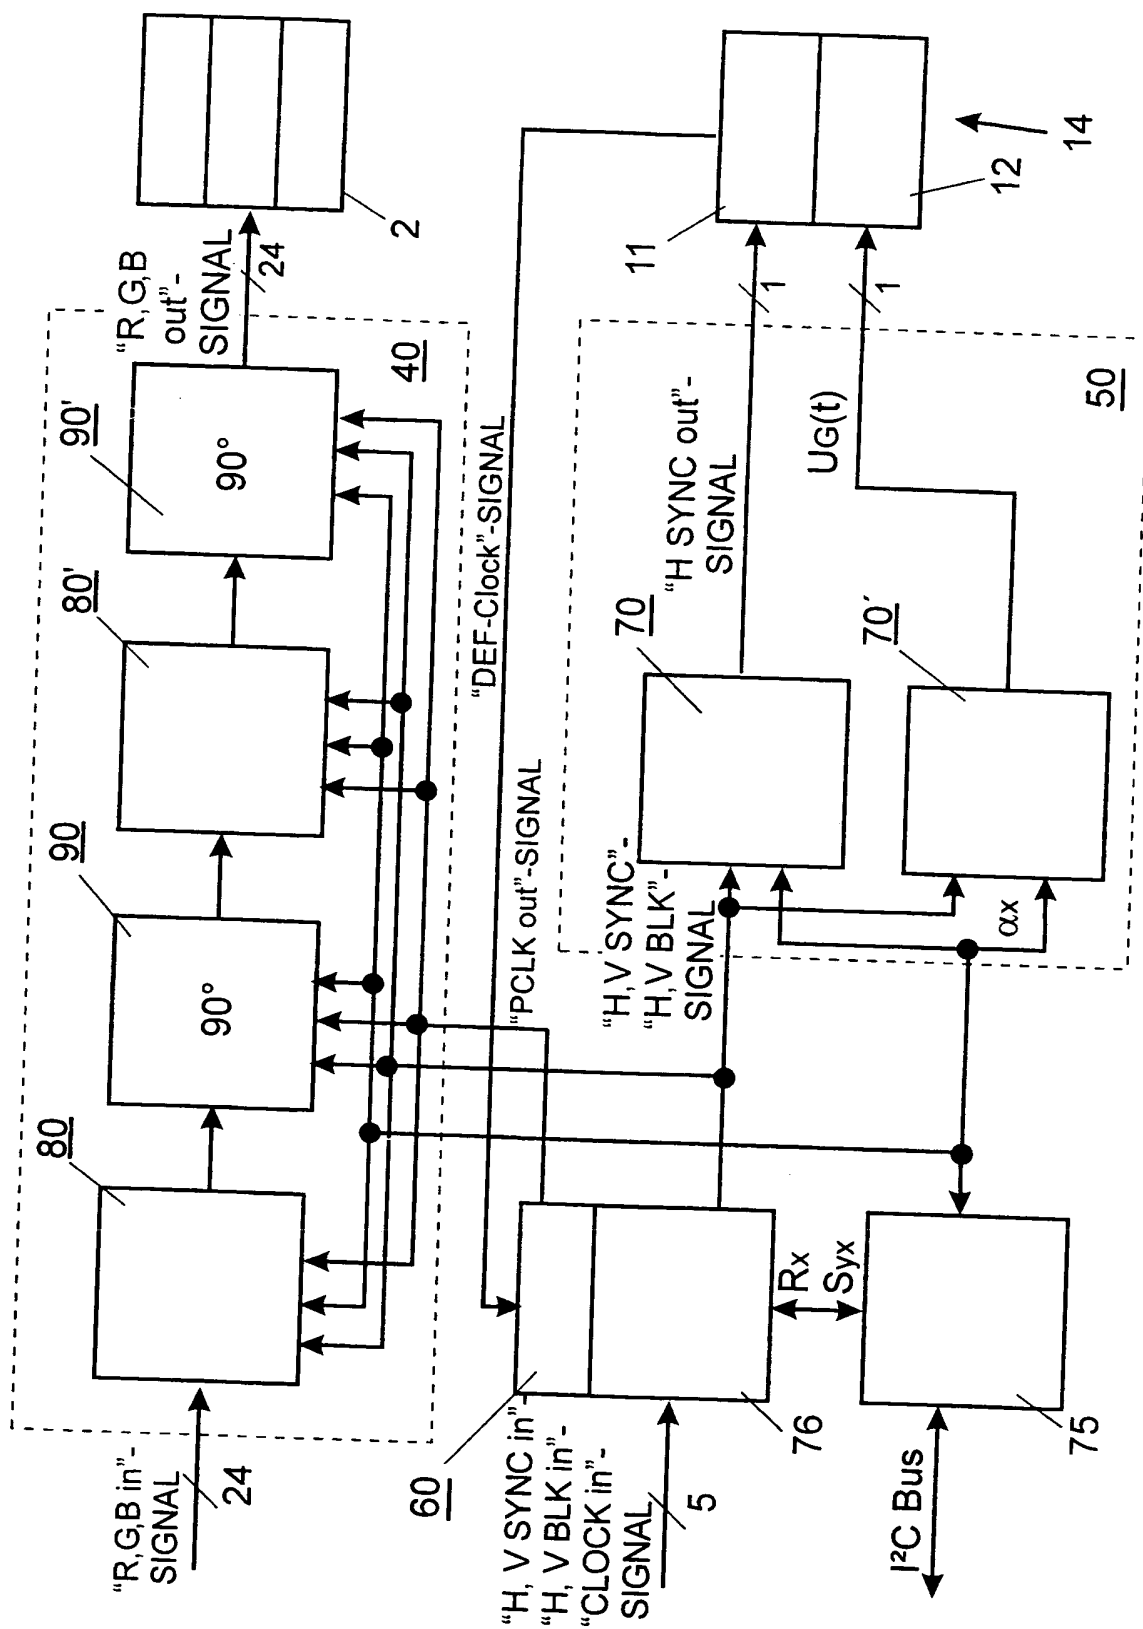 “R,G,B in”-
SIGNAL
24
80
90
90°
80'
90'
90°
40
“R,G,B
out”-
SIGNAL
24
2
“PCLK out”-SIGNAL
“DEF-Clock”-SIGNAL
60
“H, V SYNC in”-
“H, V BLK in”-
“CLOCK in”-
SIGNAL
5
76
Rx
Syx
75
I²C Bus
“H,V SYNC”-
“H,V BLK”-
SIGNAL
αx
70
70´
“H SYNC out”-
SIGNAL
UG(t)
50
1
1
11
12
14